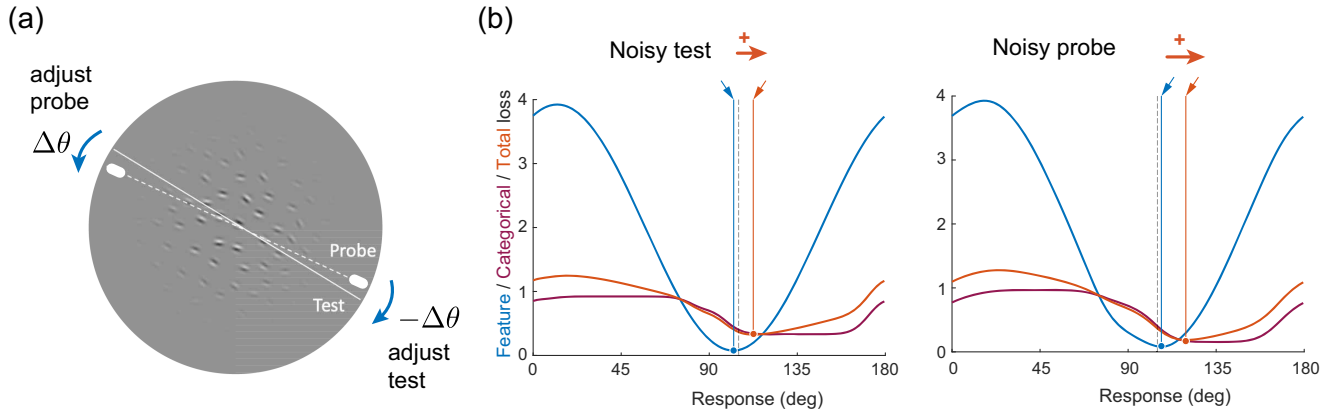 (a)
adjust
probe
Δθ
Probe
Test
−Δθ
adjust
test
(b)
Noisy test
+
Feature / Categorical / Total loss
4
3
2
1
0
0
45
90
135
180
Response (deg)
Noisy probe
+
4
3
2
1
0
0
45
90
135
180
Response (deg)